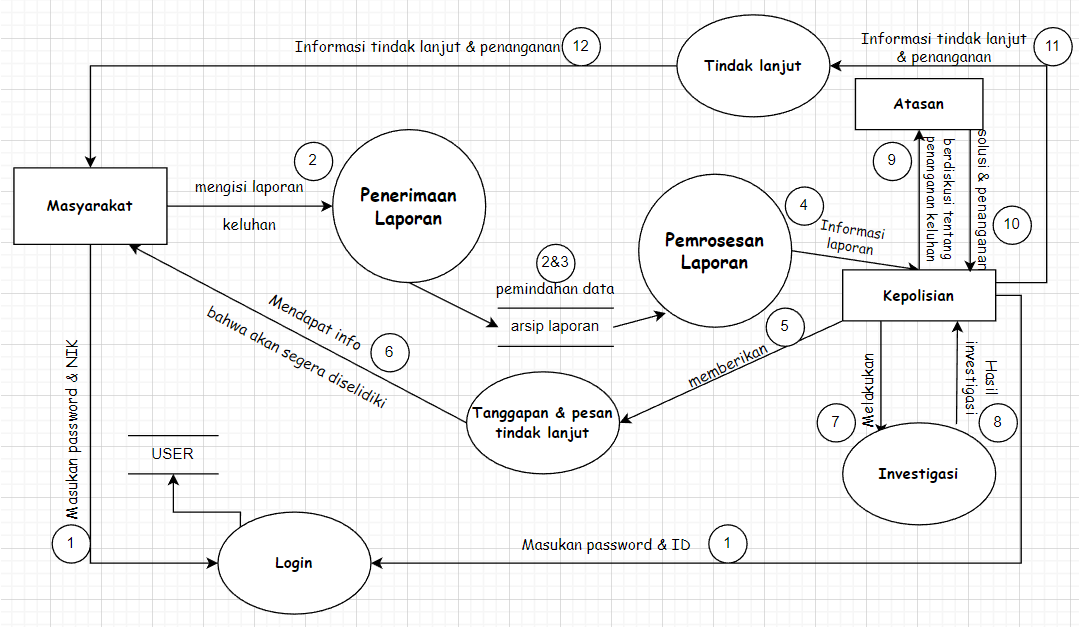 Informasi tindak lanjut & penanganan
12
Tindak lanjut
Informasi tindak lanjut
& penanganan
11
Atasan
9
berdiskusi tentang
penanganan keluhan
solusi & penanganan
10
2
mengisi laporan
keluhan
Masyarakat
Penerimaan
Laporan
Pemrosesan
Laporan
4
Informasi
laporan
2&3
pemindahan data
arsip laporan
Kepolisian
5
memberikan
Mendapat info
bahwa akan segera diselidiki
6
Tanggapan & pesan
tindak lanjut
7
Melakukan
Hasil
investigasi
8
Investigasi
Masukan password & NIK
USER
1
Login
Masukan password & ID
1